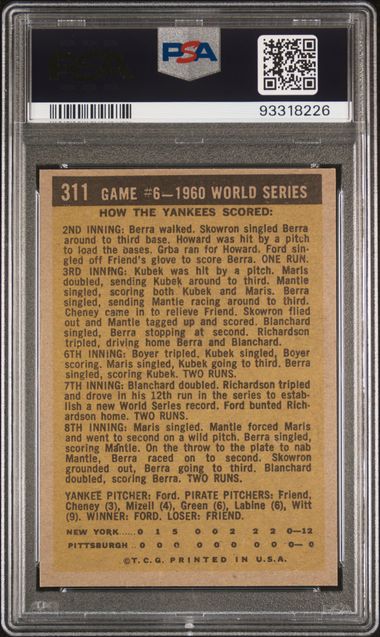 PSA
PSA
93318226
311 GAME #6—1960 WORLD SERIES
HOW THE YANKEES SCORED:
2ND INNING: Berra walked. Skowron singled Berra
around to third base. Howard was hit by a pitch
to load the bases. Grba ran for Howard. Ford sin-
gled off Friend's glove to score Berra. ONE RUN.
3RD INNING: Kubek was hit by a pitch. Maris
doubled, sending Kubek around to third. Mantle
singled, scoring both Kubek and Maris. Berra
singled, sending Mantle racing around to third.
Cheney came in to relieve Friend. Skowron flied
out and Mantle tagged up and scored. Blanchard
singled, Berra stopping at second. Richardson
tripled, driving home Berra and Blanchard.
6TH INNING: Boyer tripled. Kubek singled, Boyer
scoring. Maris singled, Kubek going to third. Berra
singled, scoring Kubek. TWO RUNS.
7TH INNING: Blanchard doubled. Richardson tripled
and drove in his 12th run in the series to estab-
lish a new World Series record. Ford bunted Rich-
ardson home. TWO RUNS.
8TH INNING: Maris singled. Mantle forced Maris
and went to second on a wild pitch. Berra singled,
scoring Mantle. On the throw to the plate to nab
Mantle, Berra raced on to second. Skowron
grounded out, Berra going to third. Blanchard
doubled, scoring Berra. TWO RUNS.
YANKEE PITCHER: Ford. PIRATE PITCHERS: Friend,
Cheney (3), Mizell (4), Green (6), Labine (6), Witt
(9). WINNER: FORD. LOSER: FRIEND.
NEW YORK...... 0 1 5 0 0 2 2 2 0—12
PITTSBURGH.. 0 0 0 0 0 0 0 0 0— 0
© T.C.G. PRINTED IN U.S.A.